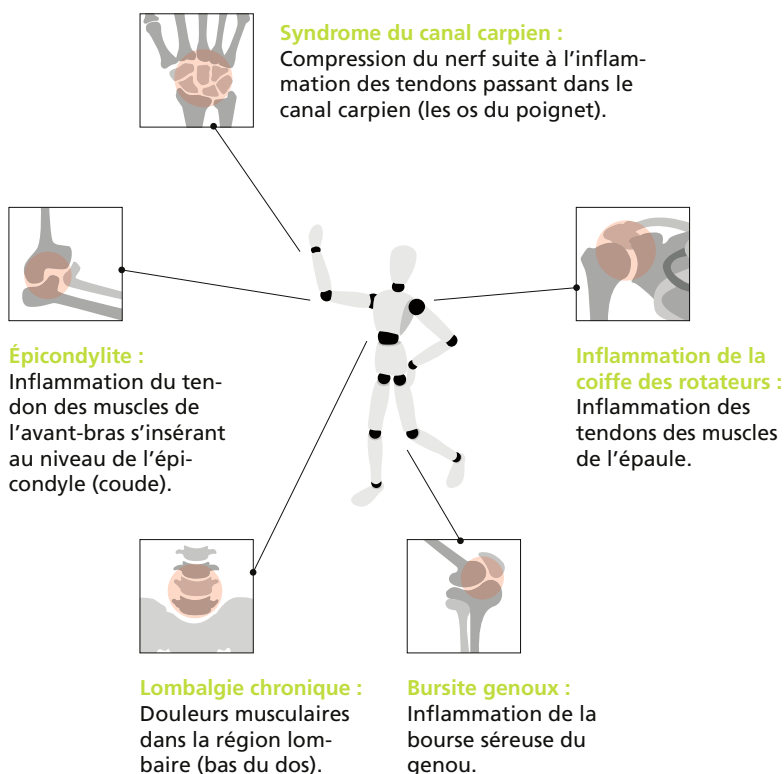 Syndrome du canal carpien :
Compression du nerf suite à l’inflam-
mation des tendons passant dans le
canal carpien (les os du poignet).
Épicondylite :
Inflammation du ten-
don des muscles de
l’avant-bras s’insérant
au niveau de l’épi-
condyle (coude).
Inflammation de la
coiffe des rotateurs :
Inflammation des
tendons des muscles
de l’épaule.
Lombalgie chronique :
Douleurs musculaires
dans la région lom-
baire (bas du dos).
Bursite genoux :
Inflammation de la
bourse séreuse du
genou.